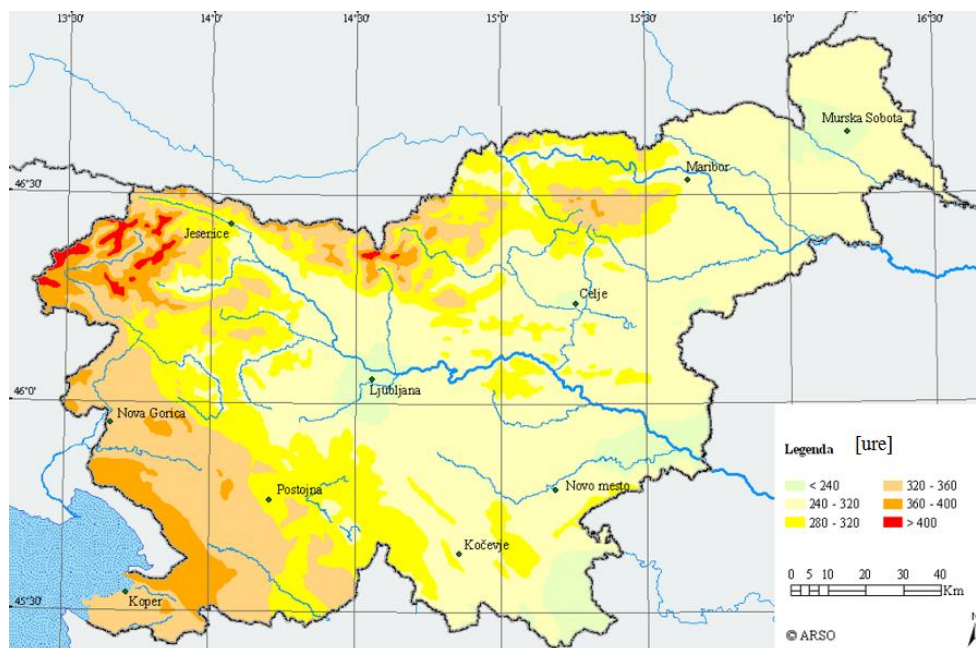 13°30' 14°0' 14°30' 15°0' 15°30' 16°0' 16°30'
Murska Sobota
Maribor
46°30'
Jesenice
Celje
Ljubljana
46°0'
Nova Gorica
Legenda [ure]
< 240 320 - 360
240 - 320 360 - 400
280 - 320 > 400
Novo mesto
Postojna
Kočevje
Koper
45°30'
0 5 10 20 30 40
Km
© ARSO